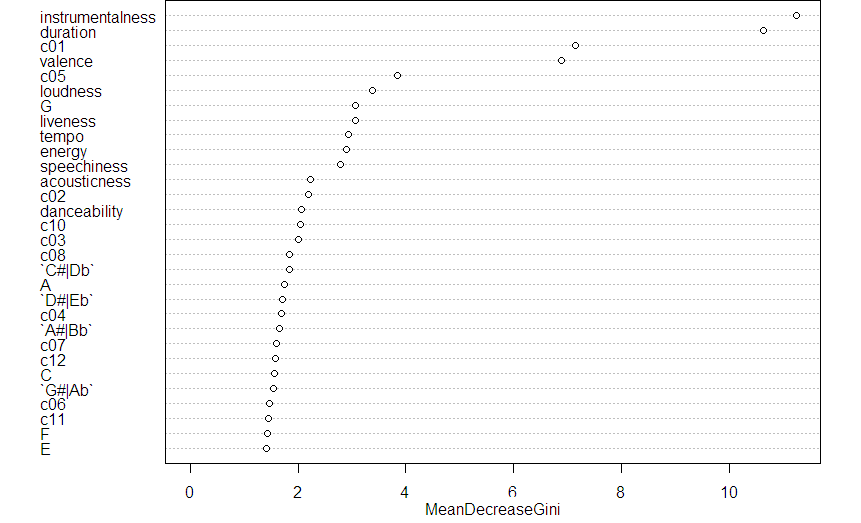 instrumentalness
duration
c01
valence
c05
loudness
G
liveness
tempo
energy
speechiness
acousticness
c02
danceability
c10
c03
c08
`C#|Db`
A
`D#|Eb`
c04
`A#|Bb`
c07
c12
C
`G#|Ab`
c06
c11
F
E
0 2 4 6 8 10
MeanDecreaseGini